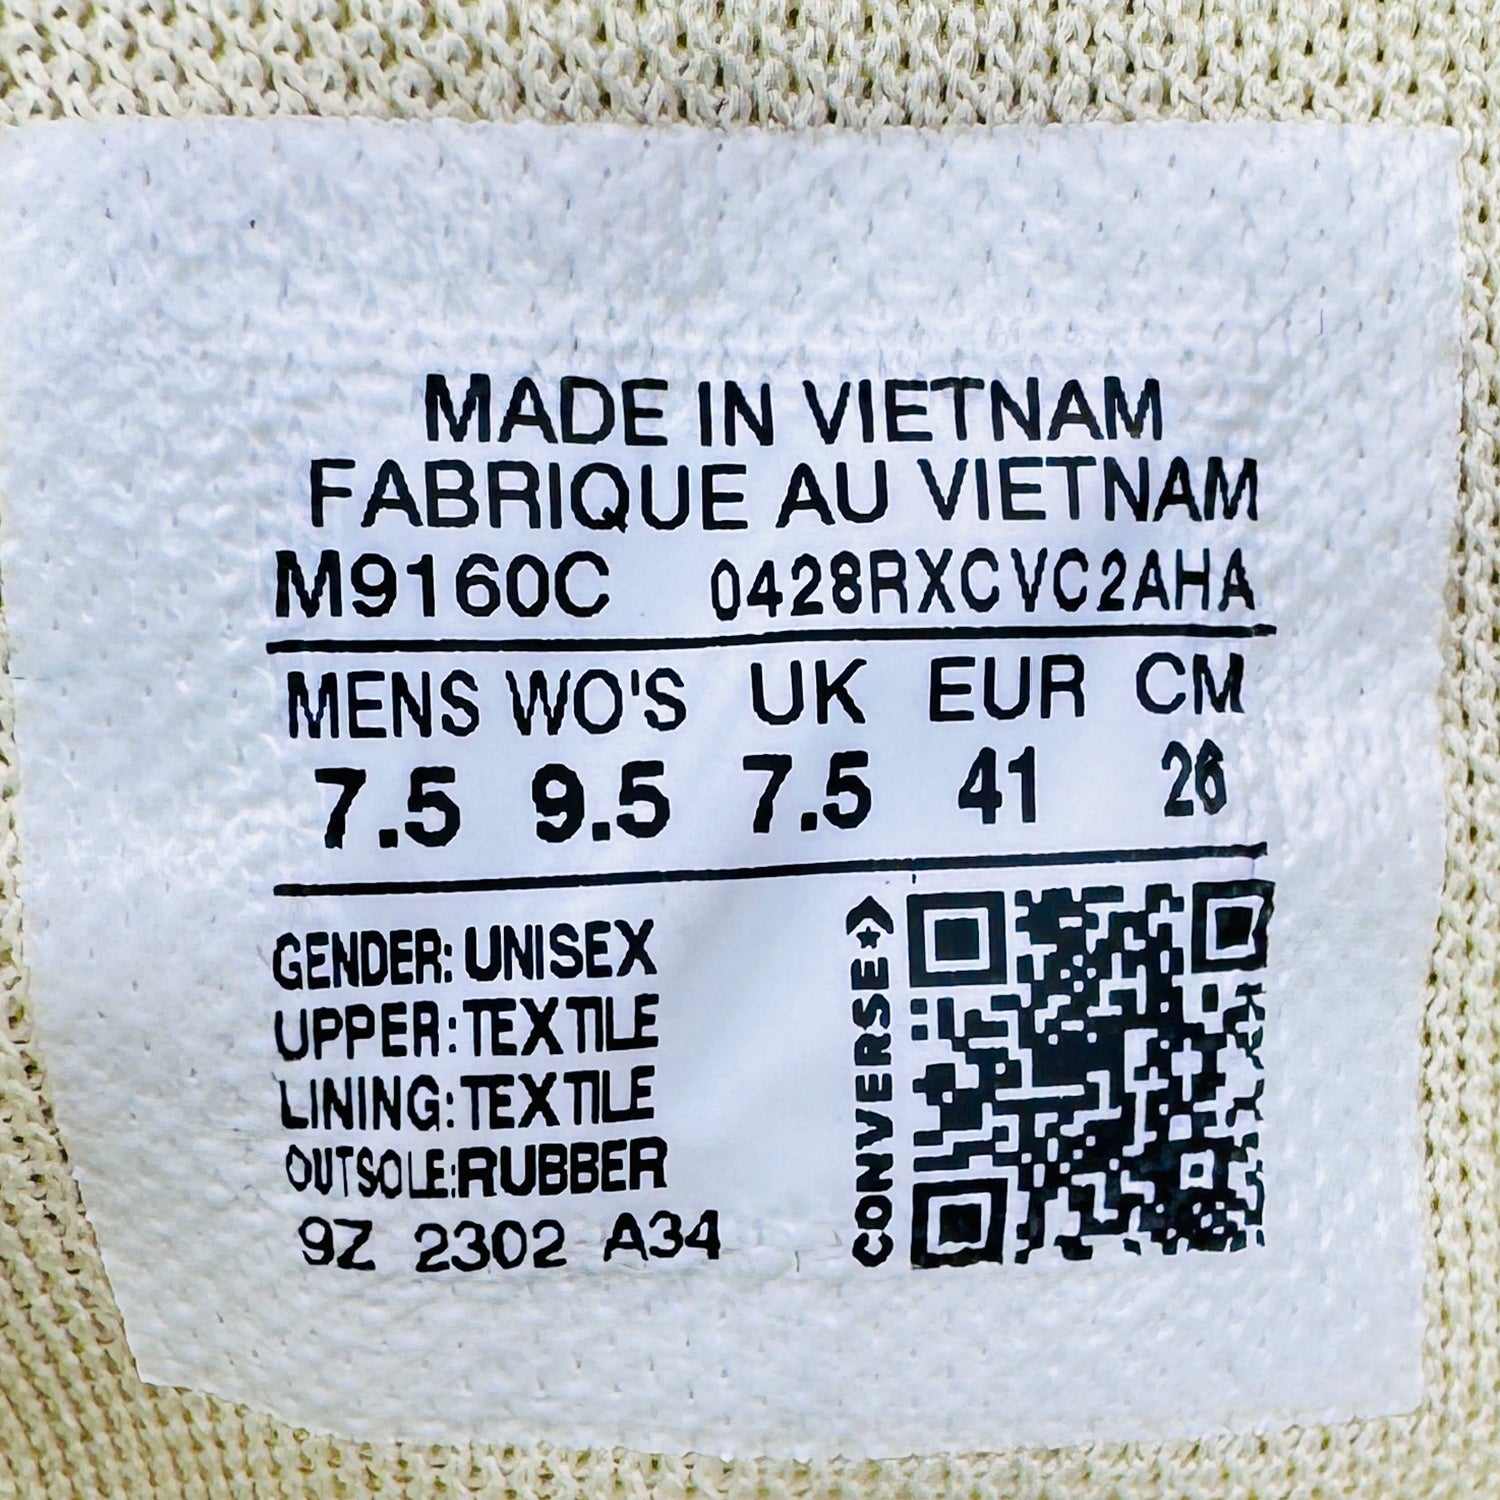 MADE IN VIETNAM
FABRIQUE AU VIETNAM
M9160C 0428RXCVC2AHA
MENS WO'S UK EUR CM
7.5 9.5 7.5 41 26
GENDER: UNISEX
UPPER: TEXTILE
LINING: TEXTILE
OUTSOLE: RUBBER
9Z 2302 A34
CONVERSE